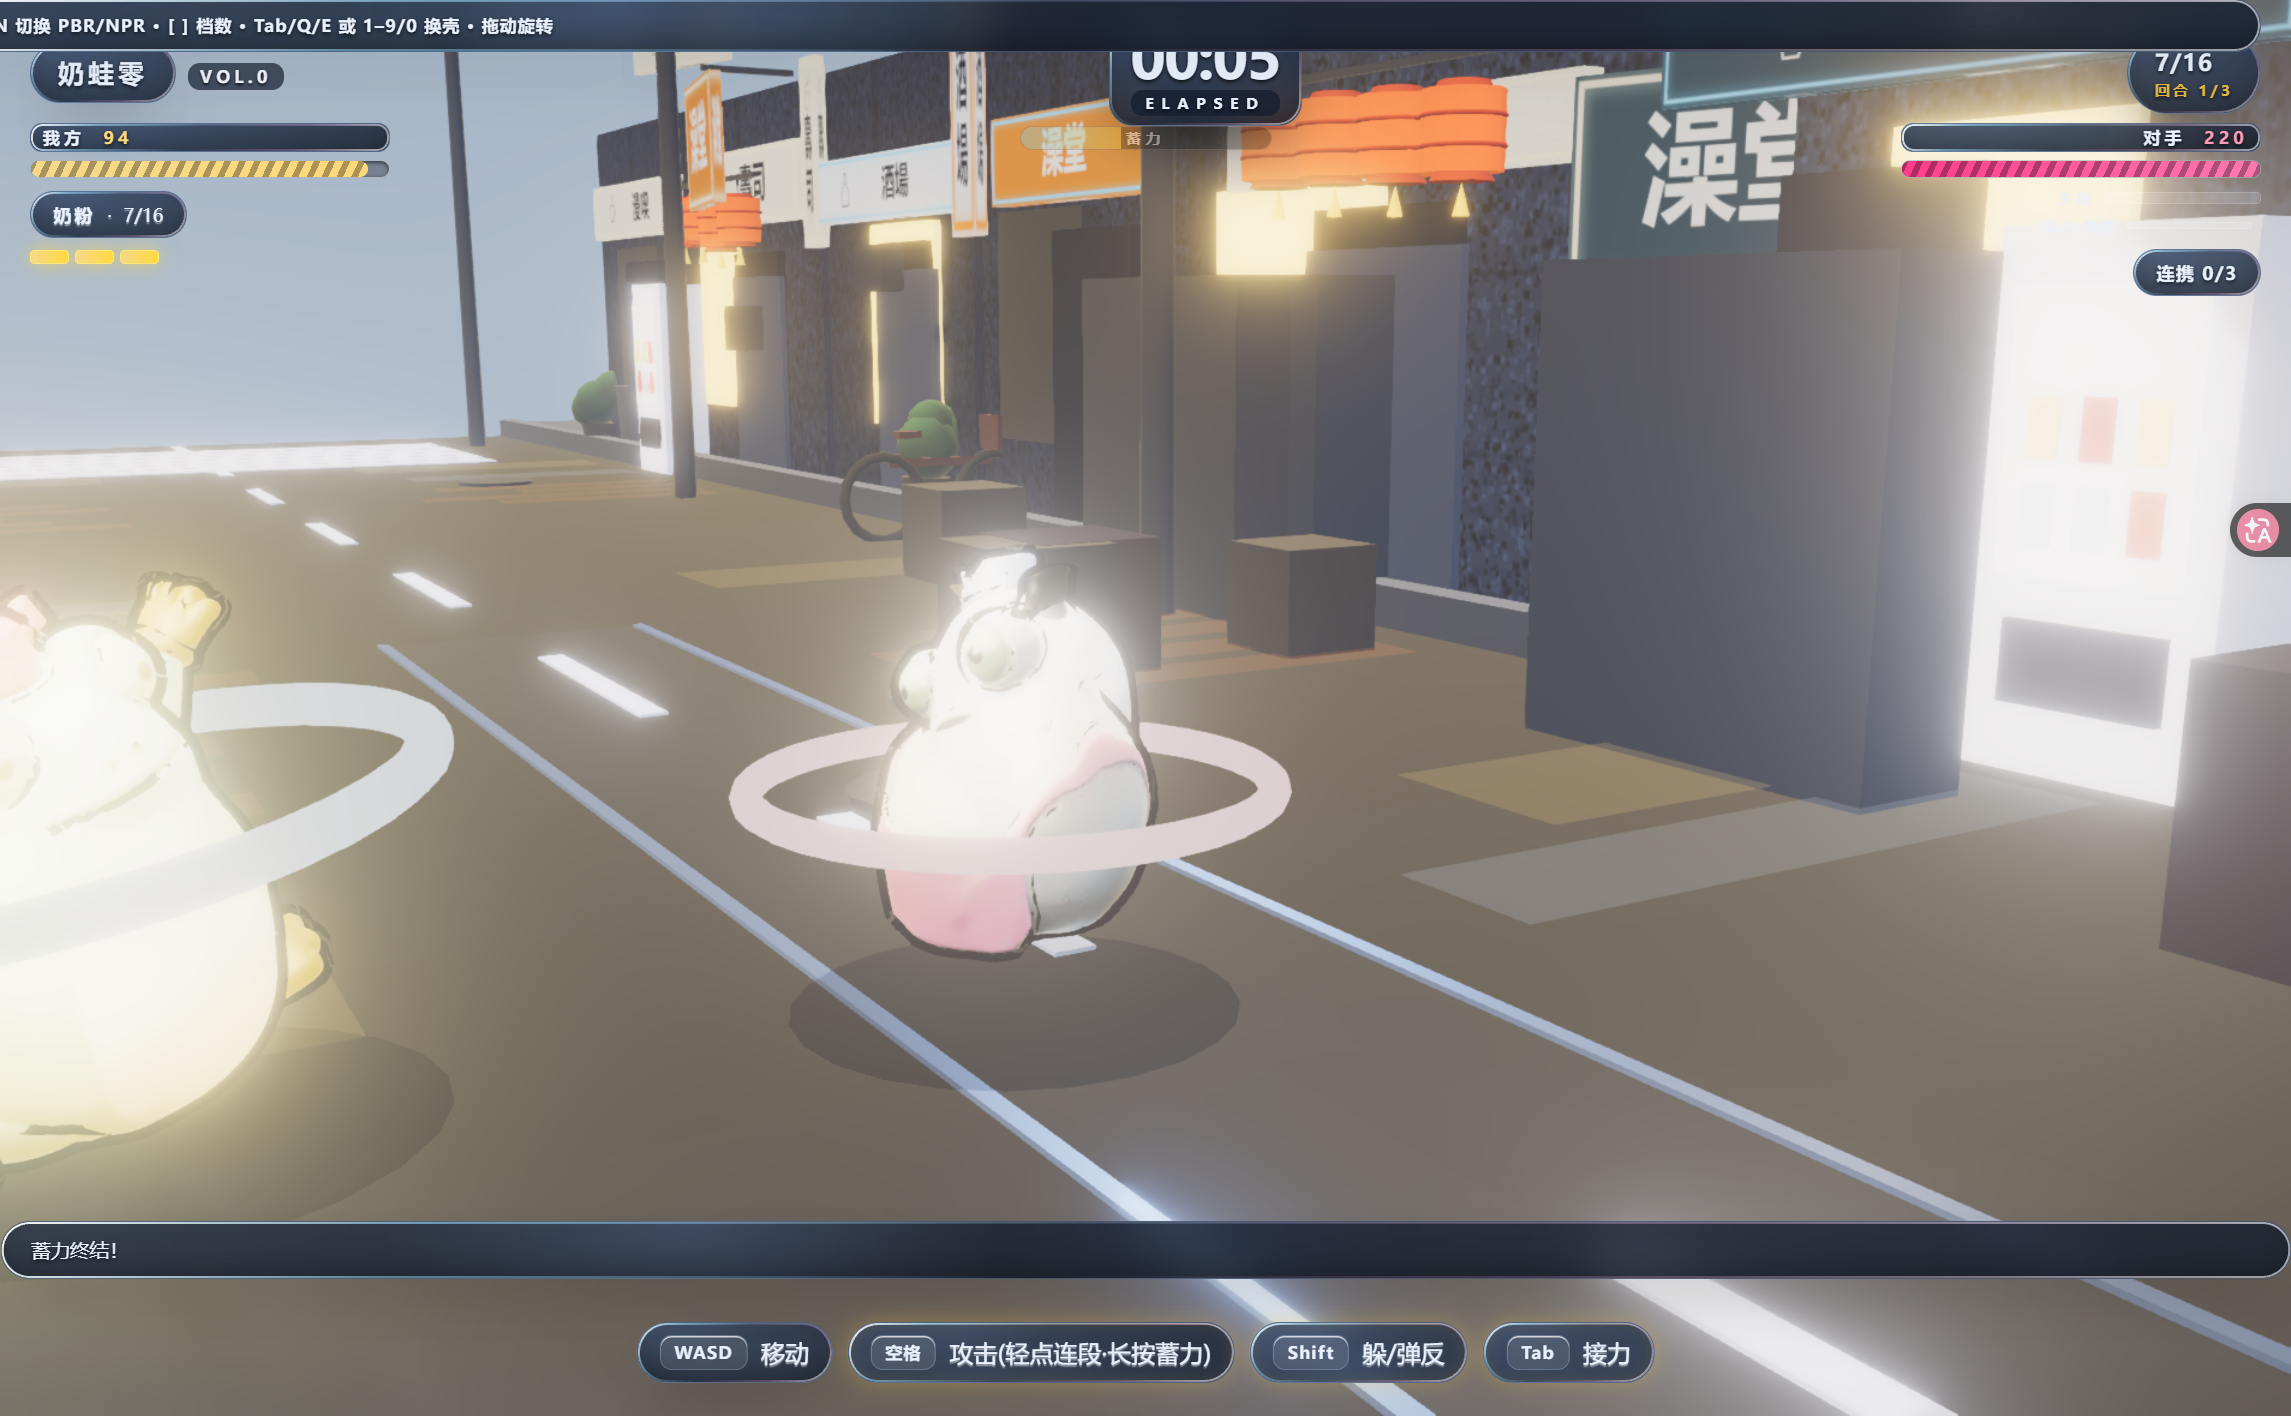 N 切换 PBR/NPR • [ ] 档数 • Tab/Q/E 或 1–9/0 换壳 • 拖动旋转
奶蛙零
VOL.0
00:05
ELAPSED
7/16
回合 1/3
我方 94
蓄力
对手 220
奶粉 · 7/16
连携 0/3
酒場
澡堂
澡堂
蓄力终结!
WASD 移动
空格 攻击(轻点连段·长按蓄力)
Shift 躲/弹反
Tab 接力